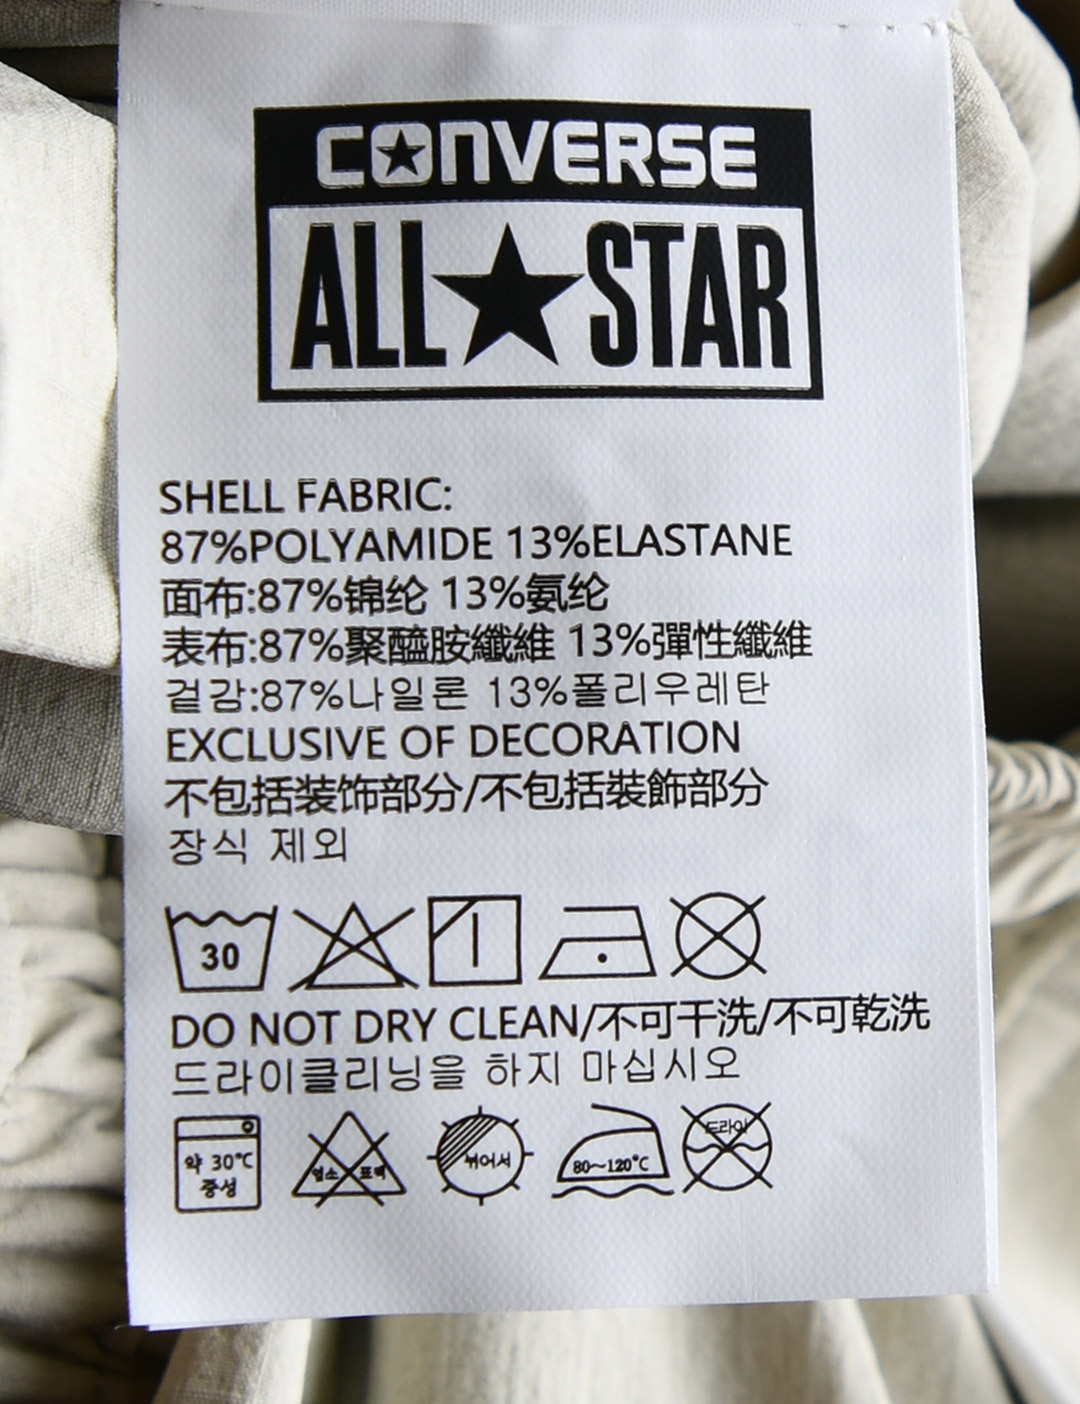 CONVERSE
ALL★STAR
SHELL FABRIC:
87%POLYAMIDE 13%ELASTANE
面布:87%锦纶 13%氨纶
表布:87%聚醯胺纖維 13%彈性纖維
겉감:87%나일론 13%폴리우레탄
EXCLUSIVE OF DECORATION
不包括装饰部分/不包括裝飾部分
장식 제외
30
DO NOT DRY CLEAN/不可干洗/不可乾洗
드라이클리닝을 하지 마십시오
약 30℃ 염소 표백 뉘어서 80~120℃ 드라이
중성